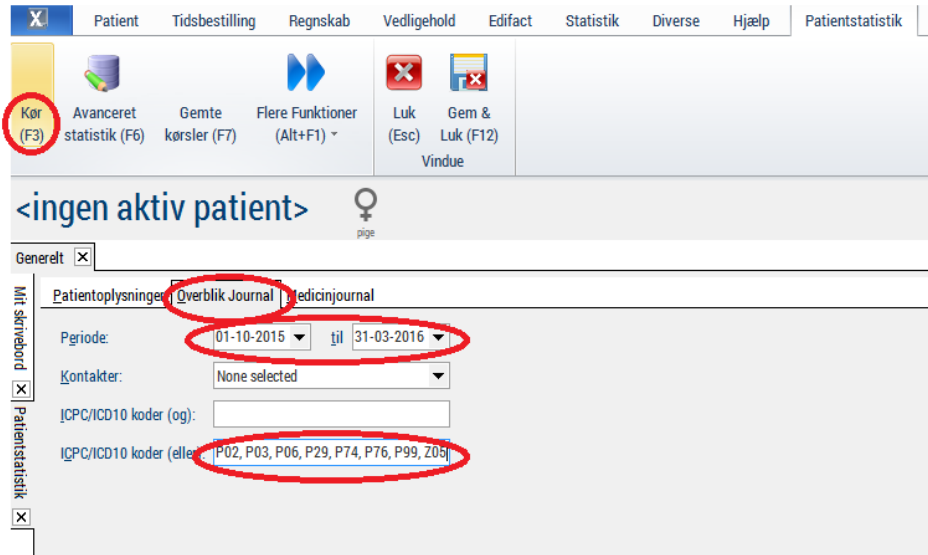 X Patient Tidsbestilling Regnskab Vedligehold Edifact Statistik Diverse Hjælp Patientstatistik
Kør Avanceret Gemte Flere Funktioner Luk Gem &
(F3) statistik (F6) kørsler (F7) (Alt+F1) (Esc) Luk (F12)
Vindue
<ingen aktiv patient>
pige
Generelt X
Mit skrivebord
Patientstatistik
Patientoplysninger Overblik Journal Medicinjournal
Periode: 01-10-2015 til 31-03-2016
Kontakter: None selected
ICPC/ICD10 koder (og):
ICPC/ICD10 koder (eller): P02, P03, P06, P29, P74, P76, P99, Z05